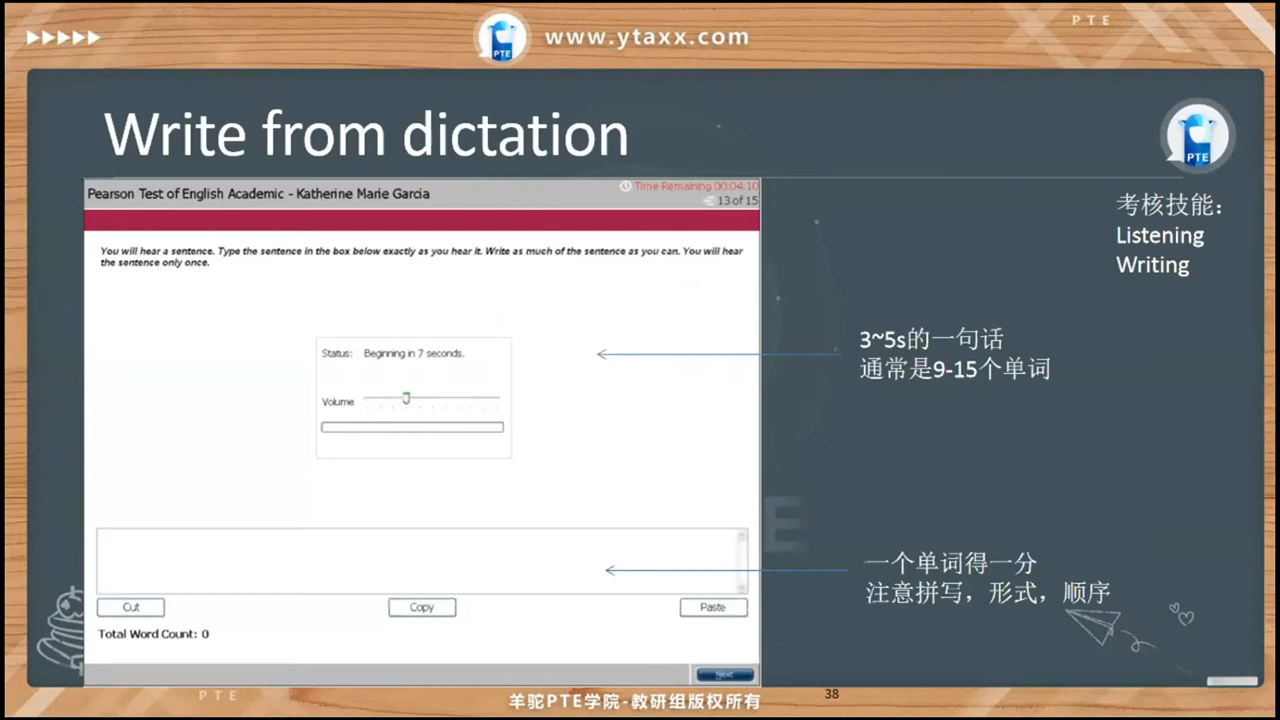 PTE
PTE
www.ytaxx.com
Write from dictation
PTE
Pearson Test of English Academic - Katherine Marie Garcia
Time Remaining 00:04:10
13 of 15
You will hear a sentence. Type the sentence in the box below exactly as you hear it. Write as much of the sentence as you can. You will hear
the sentence only once.
考核技能：
Listening
Writing
Status: Beginning in 7 seconds.
Volume
3~5s的一句话
通常是9-15个单词
一个单词得一分
注意拼写，形式，顺序
Cut
Copy
Paste
Total Word Count: 0
Next
PTE
羊驼PTE学院-教研组版权所有
38